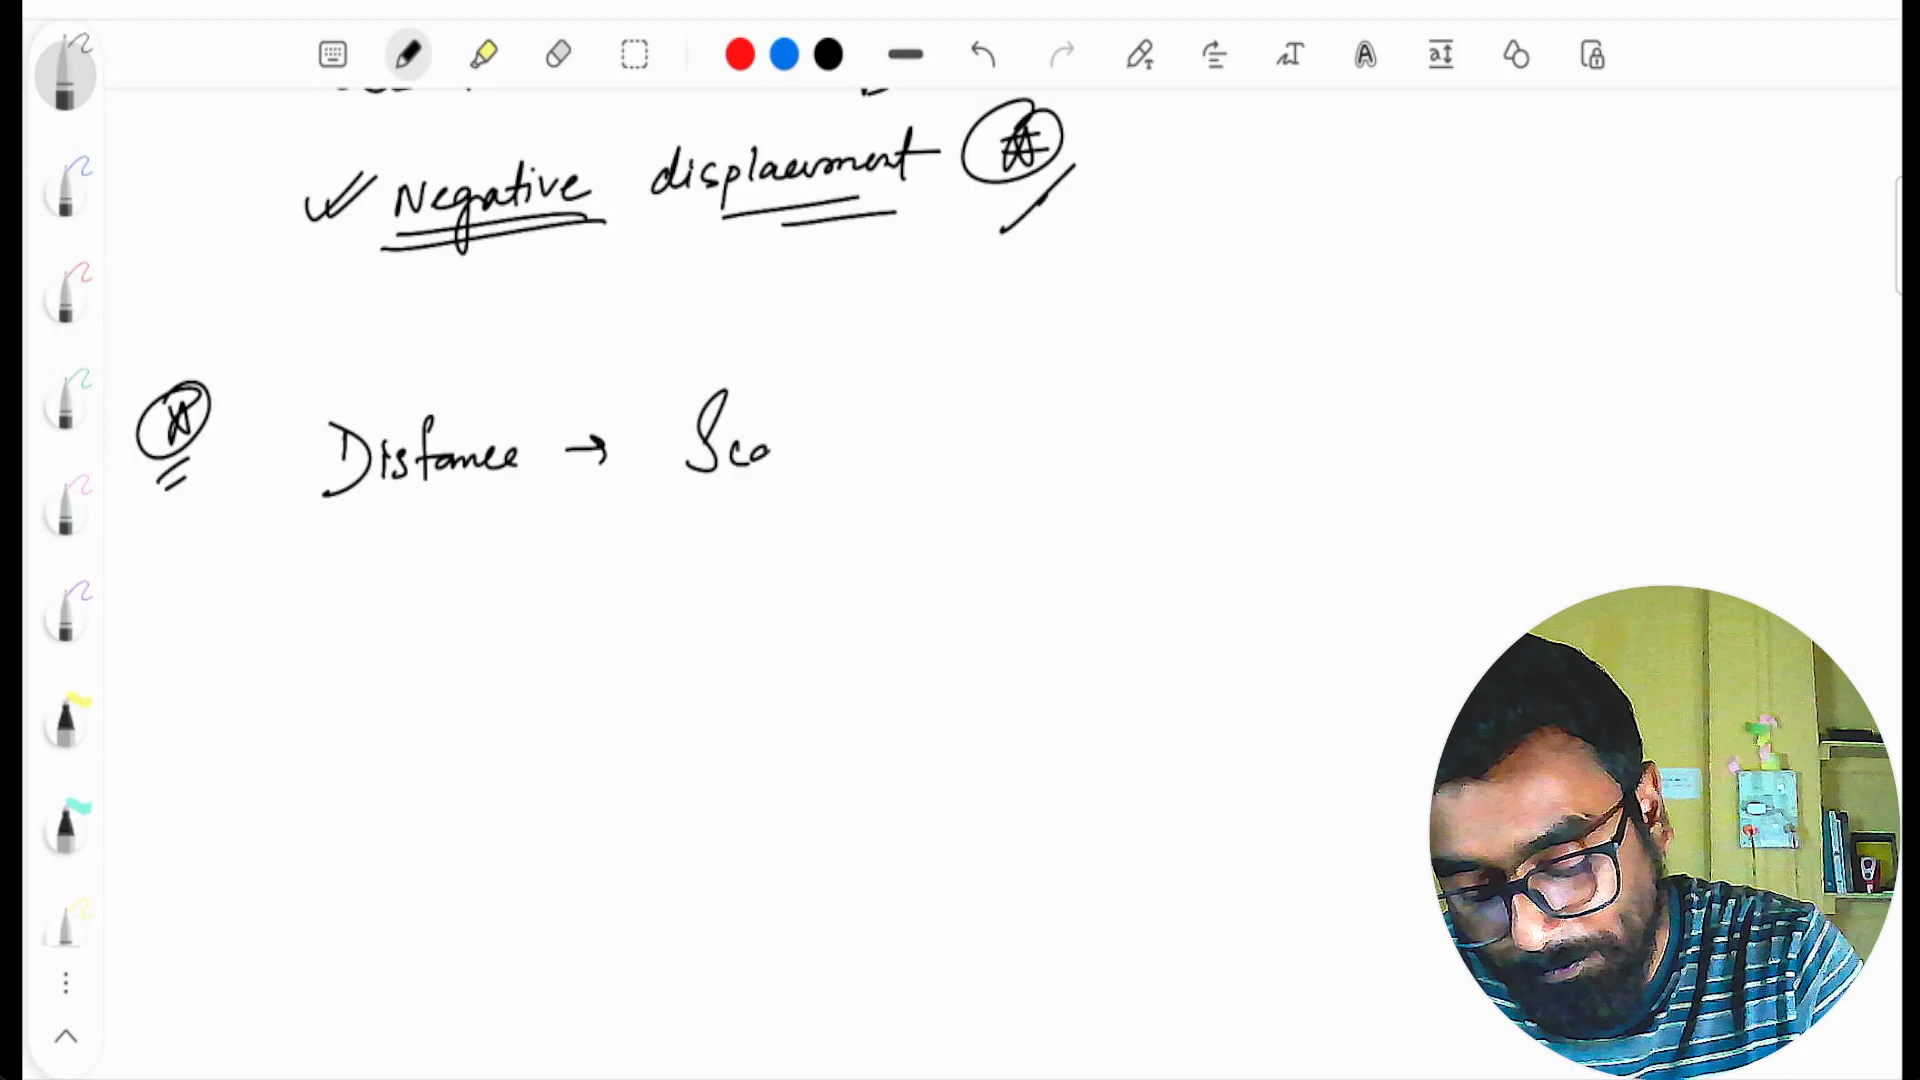 Negative displacement
Distance → Sca